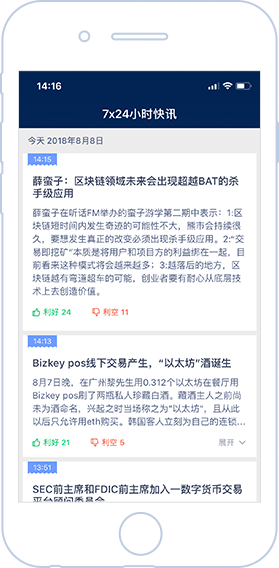 14:16
7x24小时快讯
今天 2018年8月8日
14:15
薛蛮子：区块链领域未来会出现超越BAT的杀
手级应用
薛蛮子在听话FM举办的蛮子游学第二期中表示：1:区
块链短时间内发生奇迹的可能性不大，熊市会持续很
久，要想发生真正的改变必须出现杀手级应用。2:“交
易即挖矿”本质是将用户和项目方的利益绑在一起，目
前看来这种模式将会越来越多；3:越落后的地方，区
块链越有弯道超车的可能，创业者要有耐心从底层技
术上去创造价值。
利好 24 利空 11
14:13
Bizkey pos线下交易产生，“以太坊”酒诞生
8月7日晚，在广州黎先生用0.312个以太坊在餐厅用
Bizkey pos刷了两瓶私人珍藏白酒。藏酒主人之前尚
未为酒命名，兴起之时当场称之为“以太坊”，且从此
以后只允许用eth购买。韩国客人立刻为自己的连锁...
利好 21 利空 5 展开
13:51
SEC前主席和FDIC前主席加入一数字货币交易
平台顾问委员会